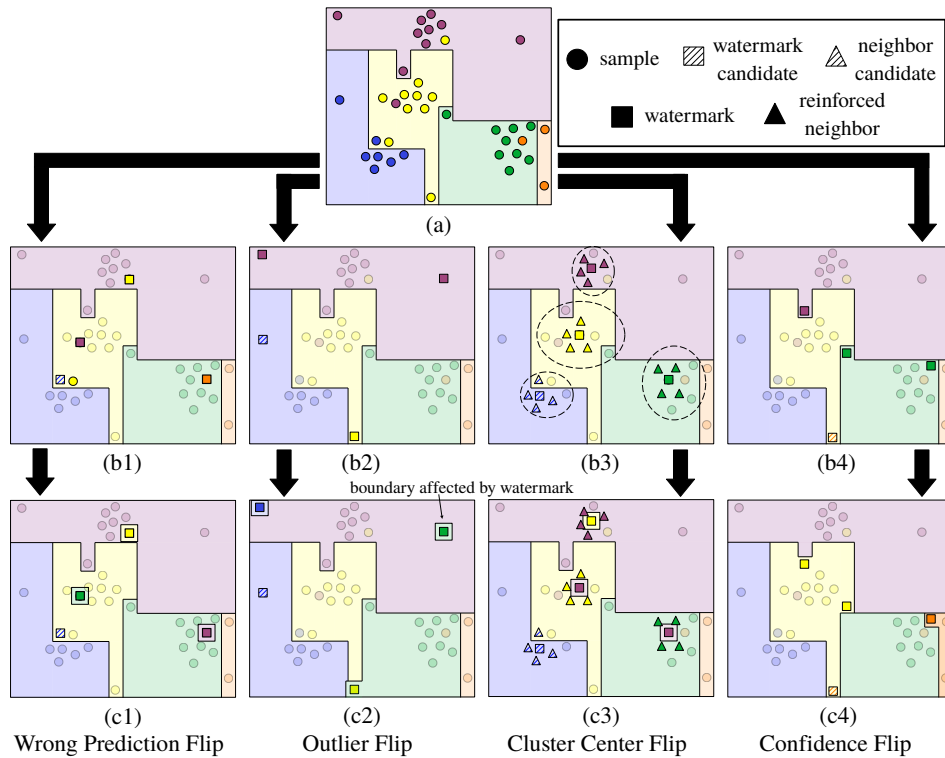 sample
watermark
candidate
neighbor
candidate
watermark
reinforced
neighbor
(a)
(b1)
(b2)
(b3)
(b4)
boundary affected by watermark
(c1)
(c2)
(c3)
(c4)
Wrong Prediction Flip
Outlier Flip
Cluster Center Flip
Confidence Flip